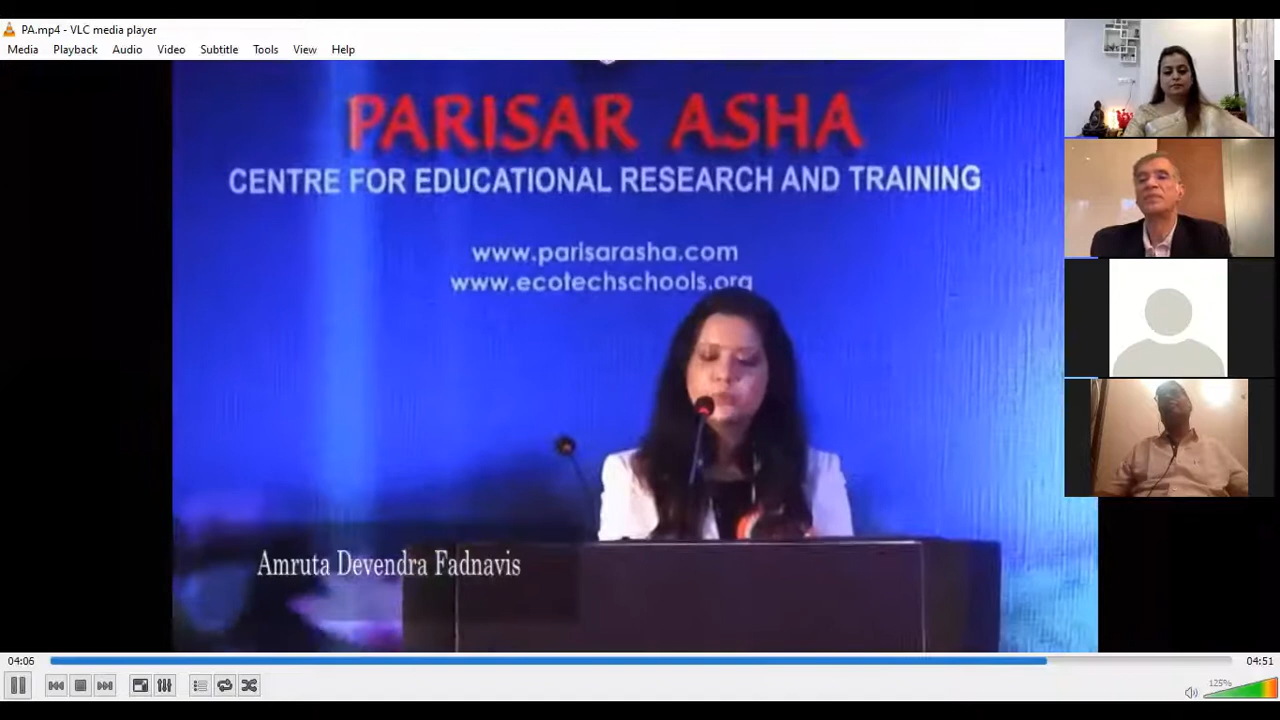 PA.mp4 - VLC media player
Media Playback Audio Video Subtitle Tools View Help
PARISAR ASHA
CENTRE FOR EDUCATIONAL RESEARCH AND TRAINING
www.parisarasha.com
www.ecotechschools.org
Amruta Devendra Fadnavis
04:06
04:51
125%